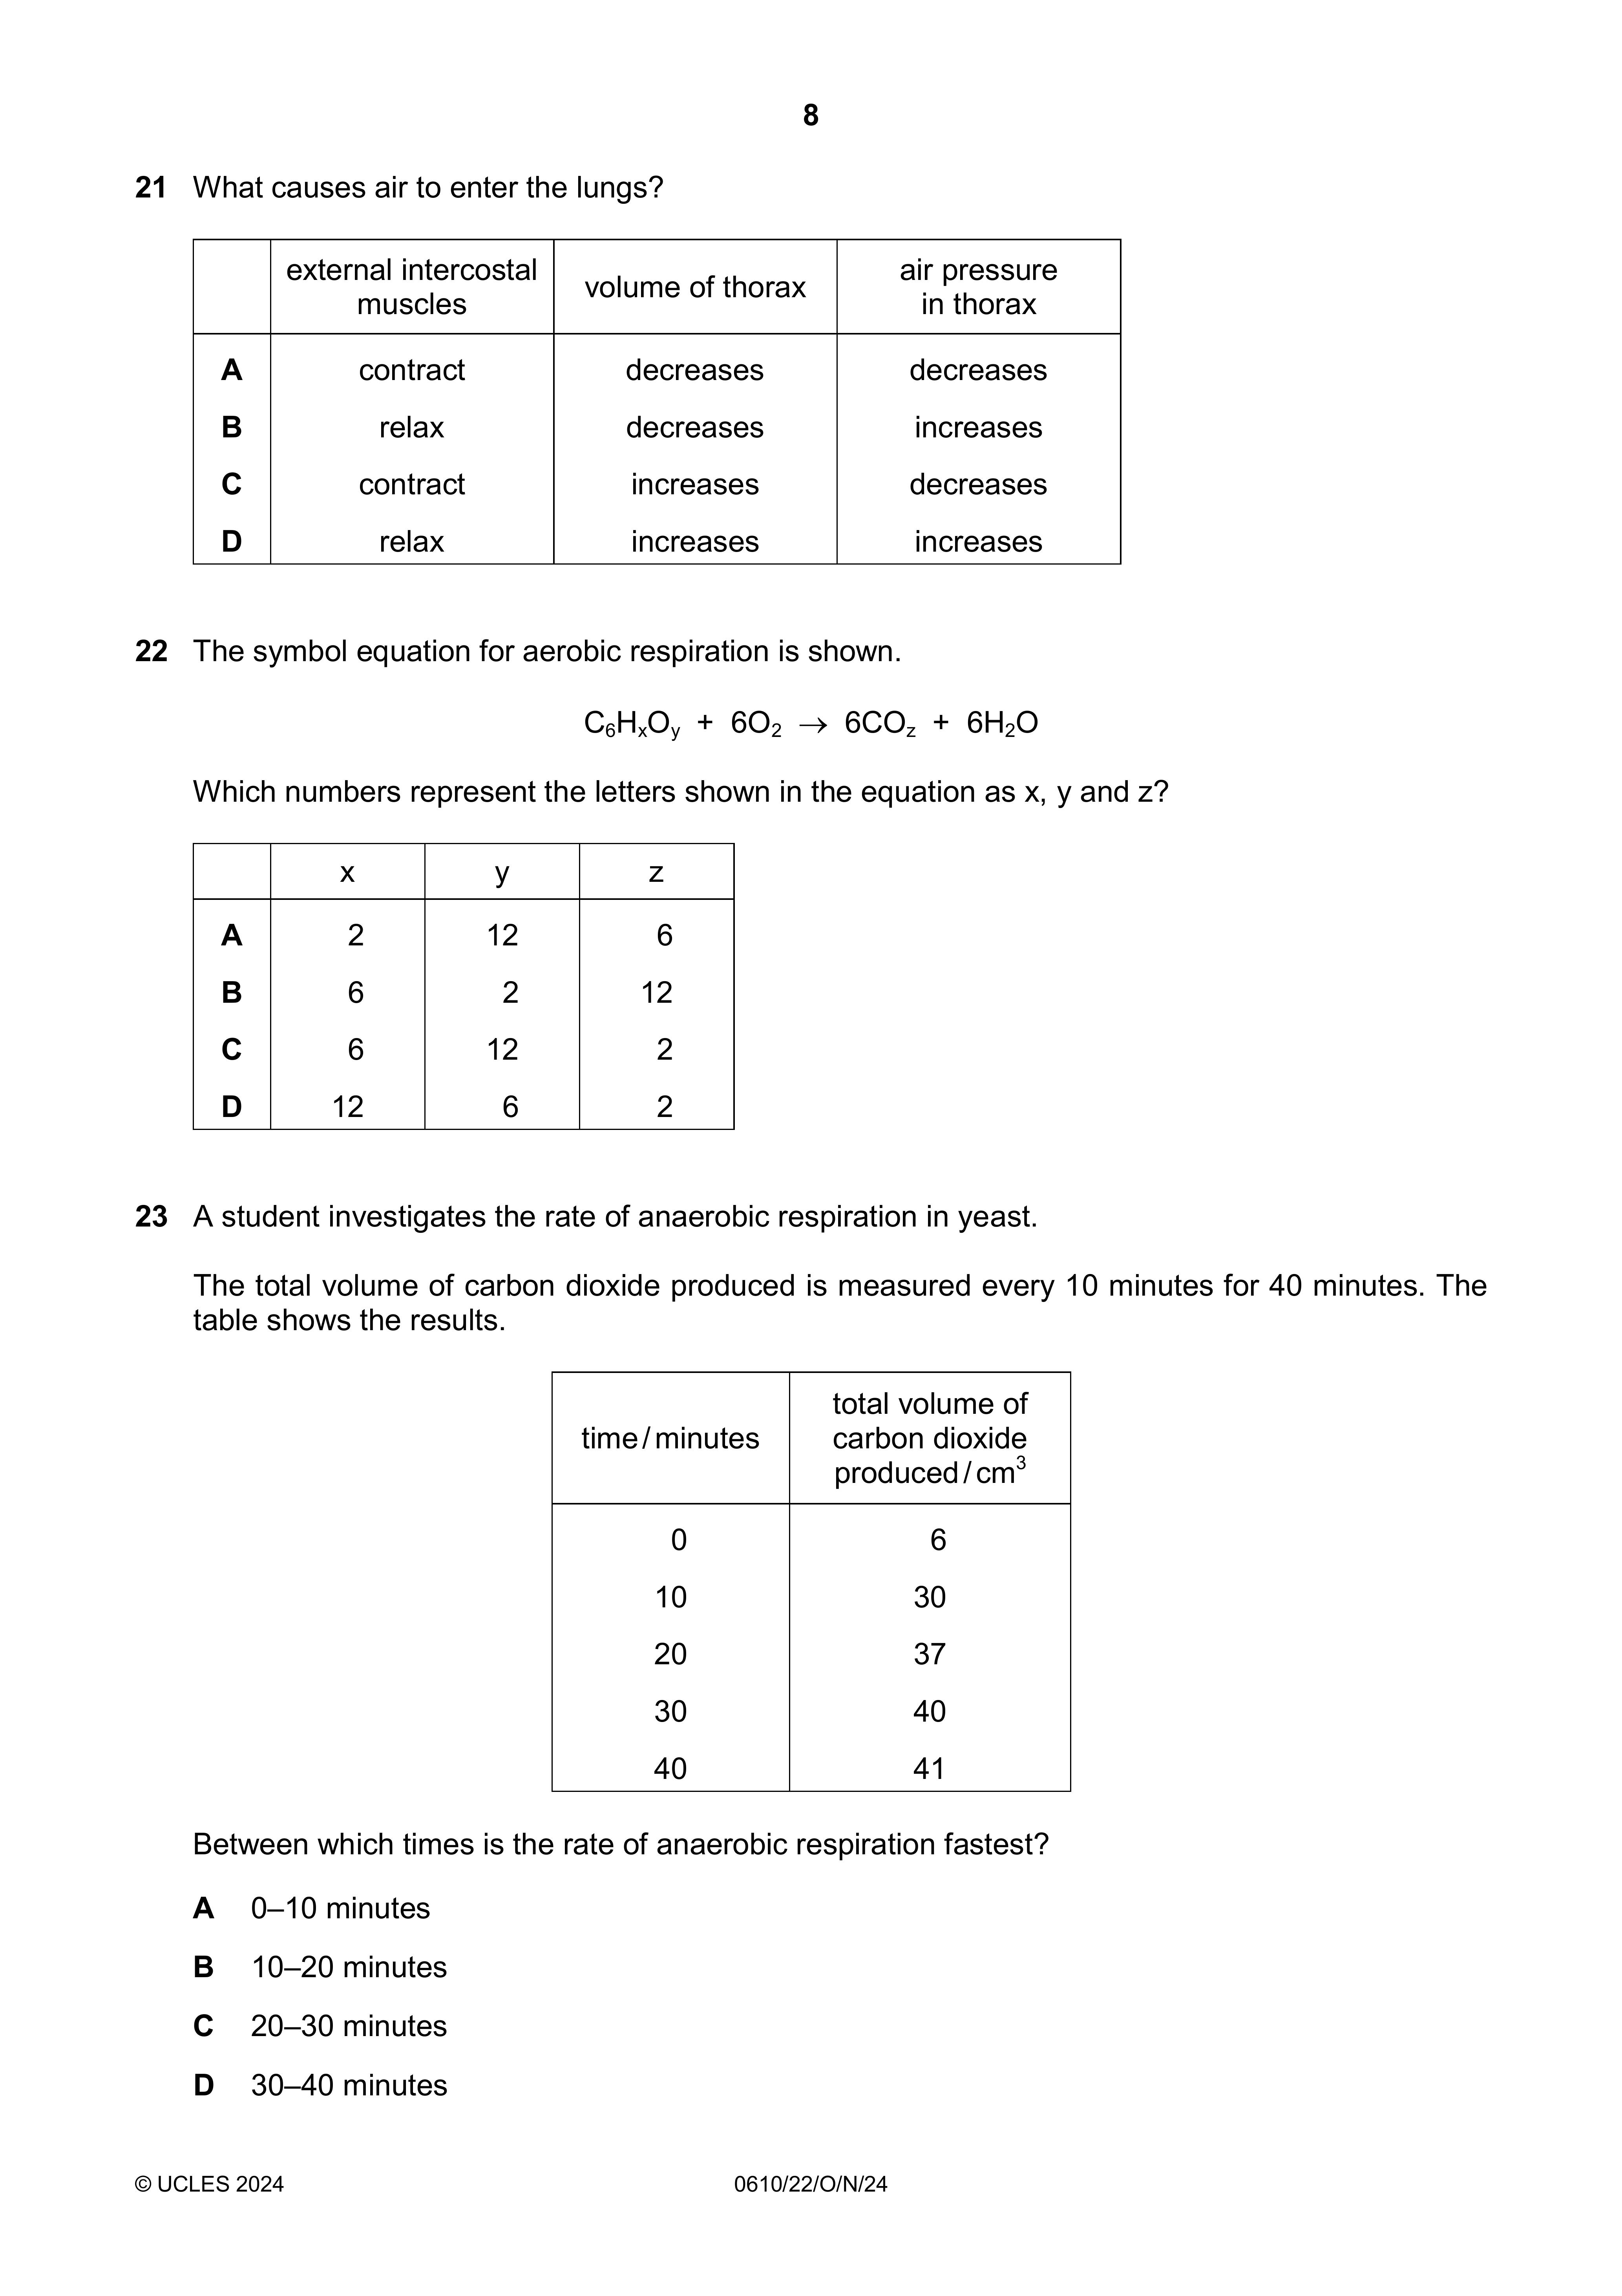 8
21 What causes air to enter the lungs?
external intercostal muscles volume of thorax air pressure in thorax
A contract decreases decreases
B relax decreases increases
C contract increases decreases
D relax increases increases
22 The symbol equation for aerobic respiration is shown.
C₆HₓOᵧ + 6O₂ → 6CO_z + 6H₂O
Which numbers represent the letters shown in the equation as x, y and z?
x y z
A 2 12 6
B 6 2 12
C 6 12 2
D 12 6 2
23 A student investigates the rate of anaerobic respiration in yeast.
The total volume of carbon dioxide produced is measured every 10 minutes for 40 minutes. The
table shows the results.
time / minutes total volume of carbon dioxide produced / cm³
0 6
10 30
20 37
30 40
40 41
Between which times is the rate of anaerobic respiration fastest?
A 0–10 minutes
B 10–20 minutes
C 20–30 minutes
D 30–40 minutes
© UCLES 2024 0610/22/O/N/24